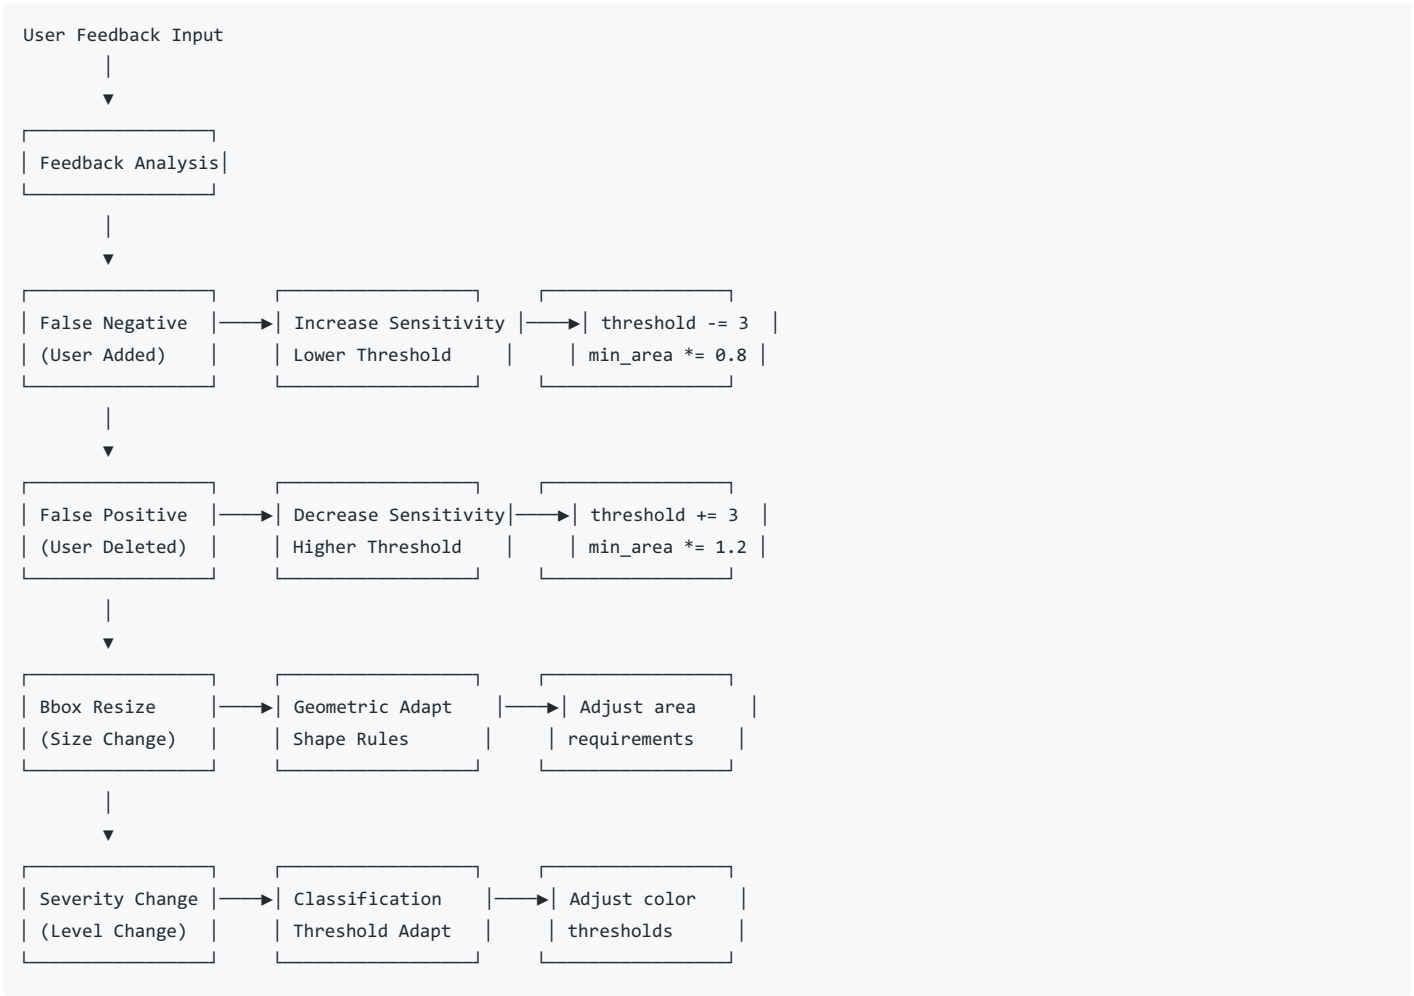 User Feedback Input
Feedback Analysis
False Negative Increase Sensitivity threshold -= 3
(User Added) Lower Threshold min_area *= 0.8
False Positive Decrease Sensitivity threshold += 3
(User Deleted) Higher Threshold min_area *= 1.2
Bbox Resize Geometric Adapt Adjust area
(Size Change) Shape Rules requirements
Severity Change Classification Adjust color
(Level Change) Threshold Adapt thresholds